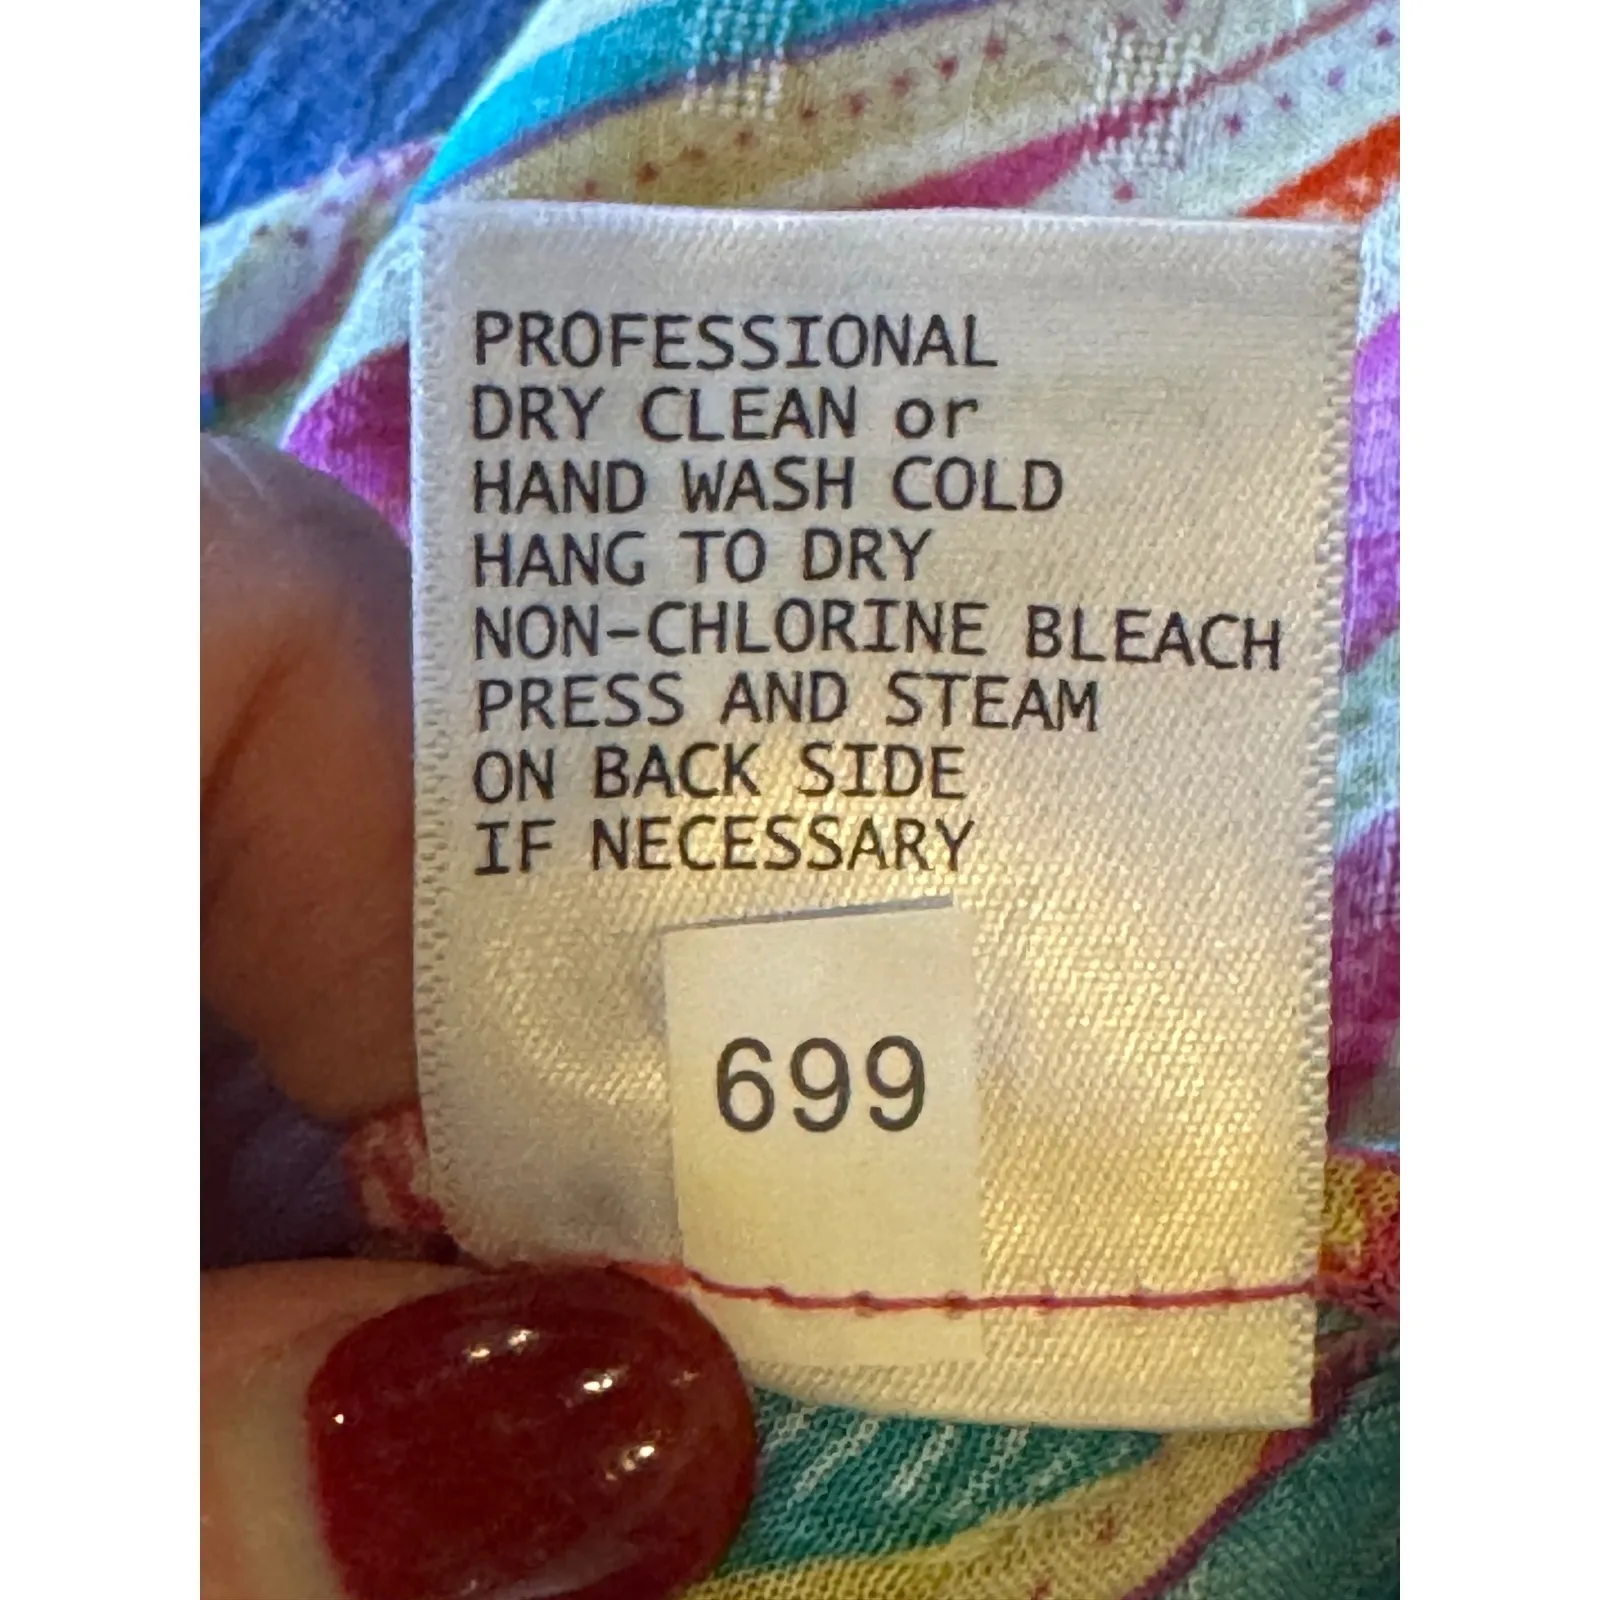 PROFESSIONAL
DRY CLEAN or
HAND WASH COLD
HANG TO DRY
NON-CHLORINE BLEACH
PRESS AND STEAM
ON BACK SIDE
IF NECESSARY
699